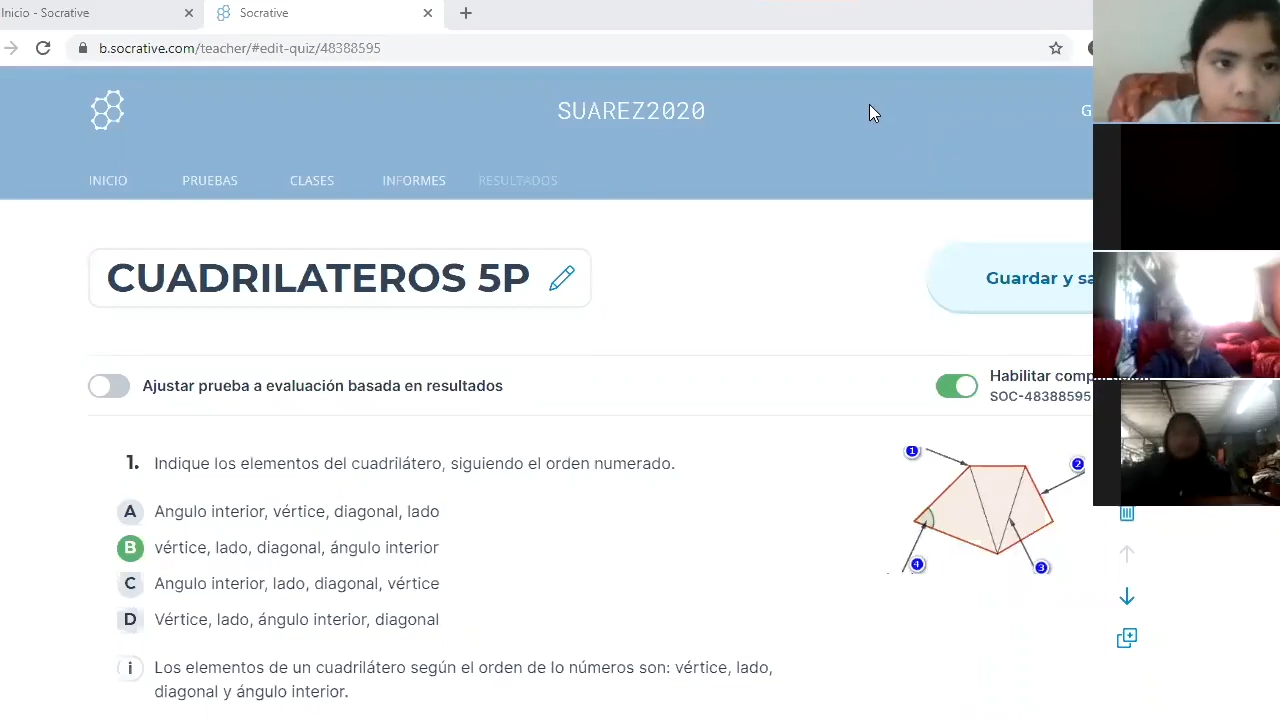 Inicio - Socrative
Socrative
b.socrative.com/teacher/#edit-quiz/48388595
SUAREZ2020
G
INICIO
PRUEBAS
CLASES
INFORMES
RESULTADOS
CUADRILATEROS 5P
Guardar y sa
Ajustar prueba a evaluación basada en resultados
Habilitar comp
SOC-48388595
1. Indique los elementos del cuadrilátero, siguiendo el orden numerado.
A Angulo interior, vértice, diagonal, lado
B vértice, lado, diagonal, ángulo interior
C Angulo interior, lado, diagonal, vértice
D Vértice, lado, ángulo interior, diagonal
i Los elementos de un cuadrilátero según el orden de lo números son: vértice, lado,
diagonal y ángulo interior.
1
2
4
3